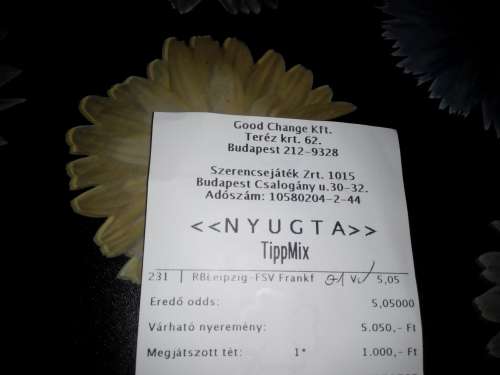 Good Change Kft.
Teréz krt. 62.
Budapest 212-9328
Szerencsejáték Zrt. 1015
Budapest Csalogány u.30-32.
Adószám: 10580204-2-44
<<NYUGTA>>
TippMix
231 | RBLeipzig-FSV Frankf V 5,05
Eredő odds: 5,05000
Várható nyeremény: 5.050,- Ft
Megjátszott tét: 1* 1.000,- Ft